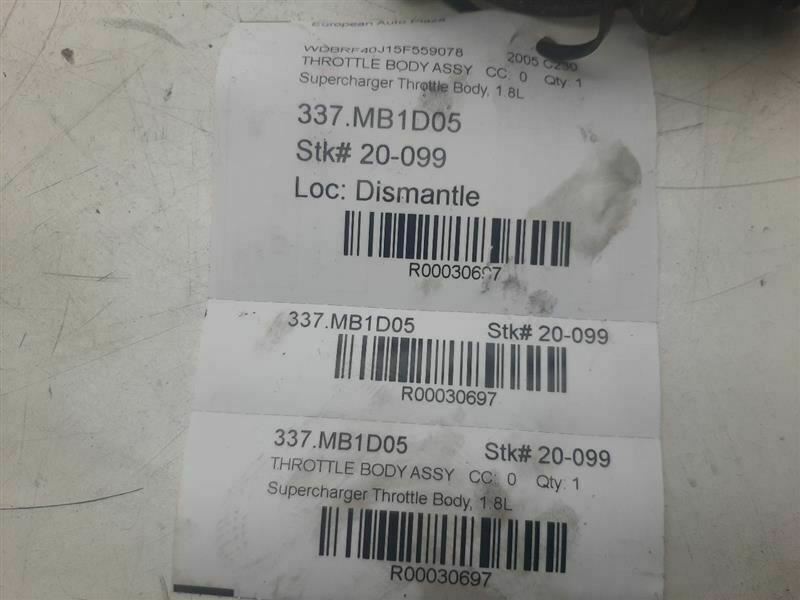 European Auto Plaza
WDBRF40J15F559078 2005 C230
THROTTLE BODY ASSY CC: 0 Qty: 1
Supercharger Throttle Body, 1.8L
337.MB1D05
Stk# 20-099
Loc: Dismantle
R00030697
337.MB1D05 Stk# 20-099
R00030697
337.MB1D05 Stk# 20-099
THROTTLE BODY ASSY CC: 0 Qty: 1
Supercharger Throttle Body, 1.8L
R00030697